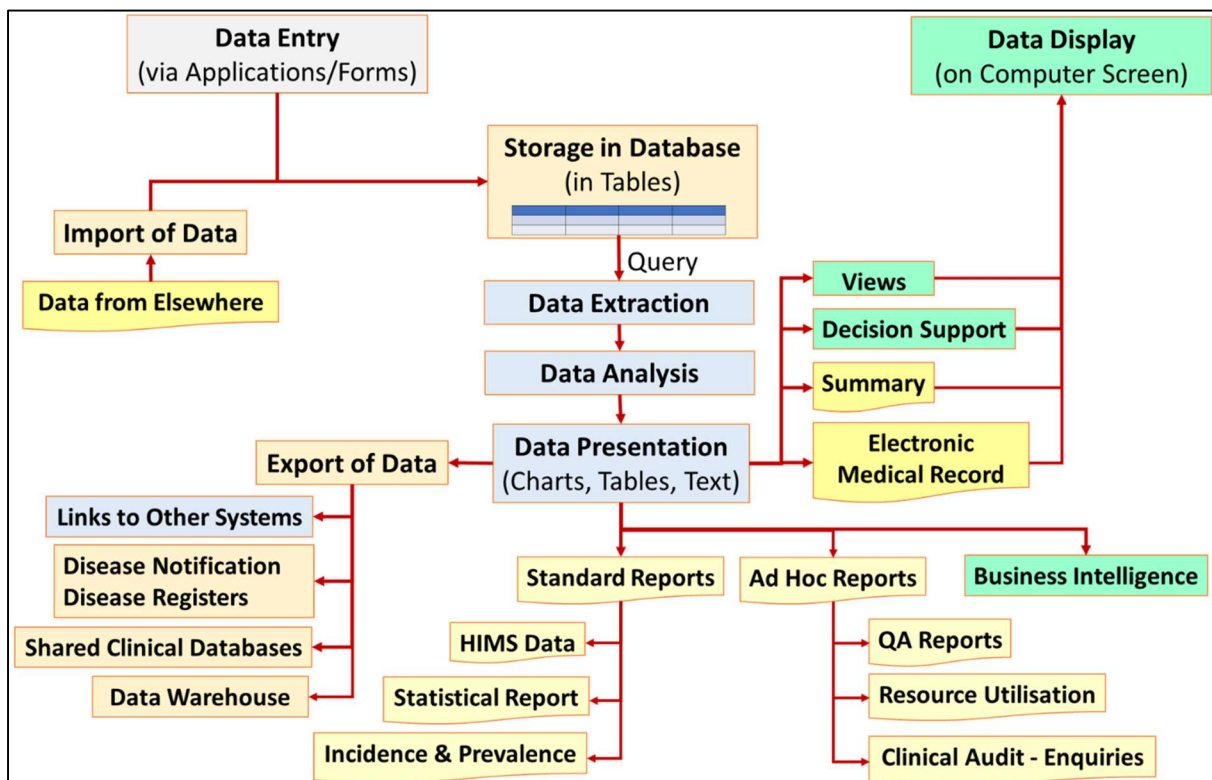 Data Entry
(via Applications/Forms)
Data Display
(on Computer Screen)
Storage in Database
(in Tables)
Import of Data
Data from Elsewhere
Query
Data Extraction
Data Analysis
Data Presentation
(Charts, Tables, Text)
Views
Decision Support
Summary
Electronic
Medical Record
Export of Data
Links to Other Systems
Disease Notification
Disease Registers
Shared Clinical Databases
Data Warehouse
Standard Reports
HIMS Data
Statistical Report
Incidence & Prevalence
Ad Hoc Reports
QA Reports
Resource Utilisation
Clinical Audit - Enquiries
Business Intelligence